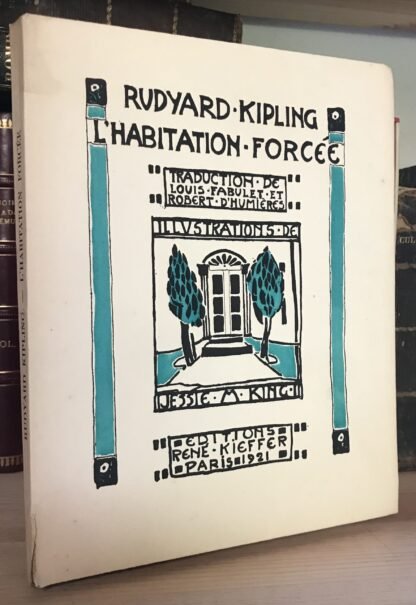 RUDYARD·KIPLING
L'HABITATION·FORCÉE
TRADUCTION·DE
LOUIS·FABULET·ET
ROBERT·D'HUMIÈRES
ILLVSTRATIONS·DE
JESSIE·M·KING
EDITIONS
RENÉ·KIEFFER
PARIS 1921
RUDYARD KIPLING — L'HABITATION FORCÉE